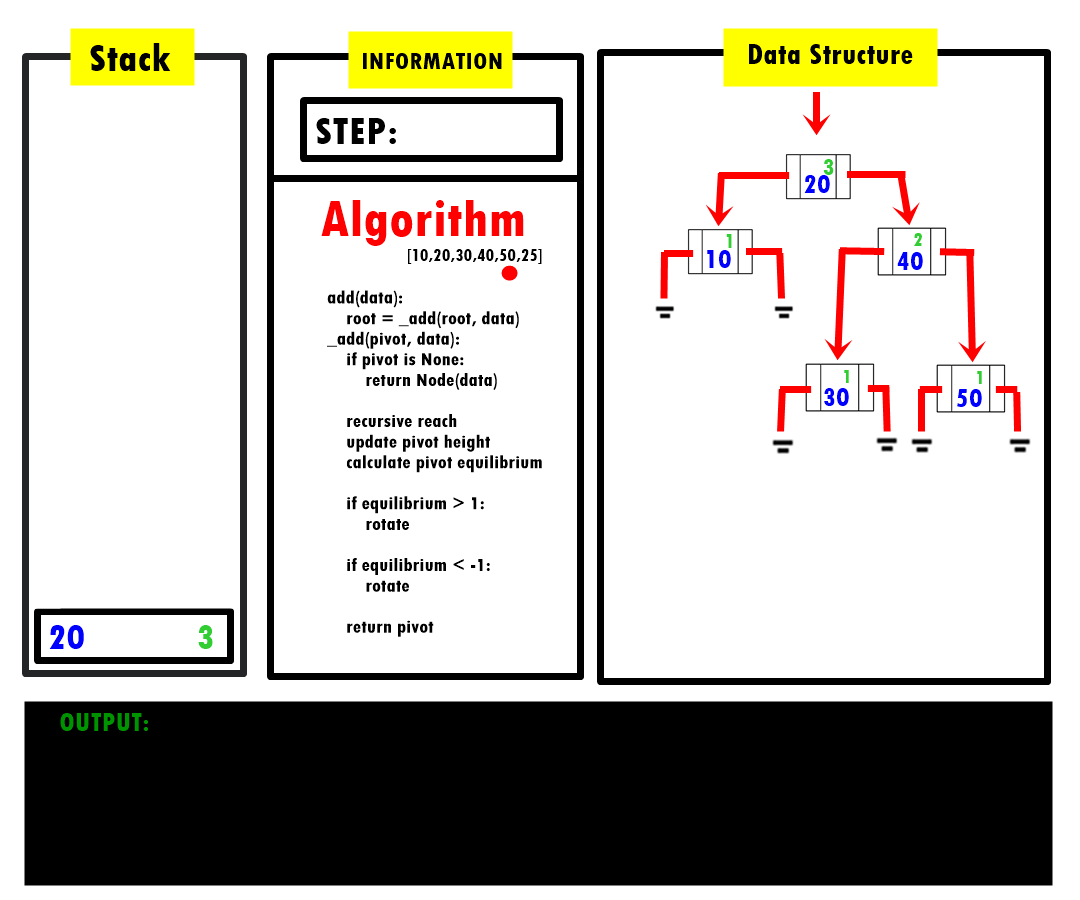 Stack
20 3
INFORMATION
STEP:
Algorithm
[10,20,30,40,50,25]
add(data):
root = _add(root, data)
_add(pivot, data):
if pivot is None:
return Node(data)
recursive reach
update pivot height
calculate pivot equilibrium
if equilibrium > 1:
rotate
if equilibrium < -1:
rotate
return pivot
Data Structure
3
20
1
10
2
40
1
30
1
50
OUTPUT: